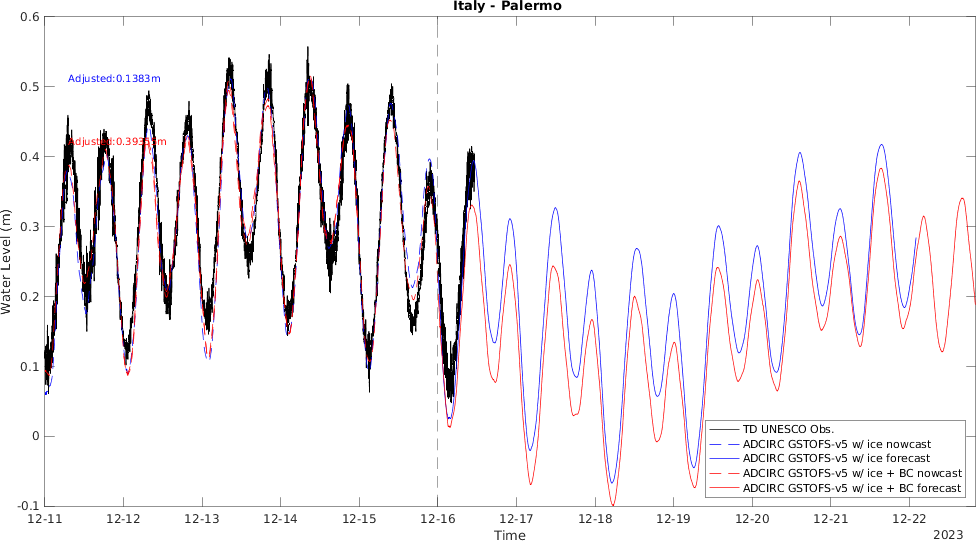 Italy - Palermo
0.6
0.5
0.4
0.3
0.2
0.1
0
-0.1
Water Level (m)
Adjusted:0.1383m
TD UNESCO Obs.
ADCIRC GSTOFS-v5 w/ ice nowcast
ADCIRC GSTOFS-v5 w/ ice forecast
ADCIRC GSTOFS-v5 w/ ice + BC nowcast
ADCIRC GSTOFS-v5 w/ ice + BC forecast
12-11 12-12 12-13 12-14 12-15 12-16 12-17 12-18 12-19 12-20 12-21 12-22
Time
2023